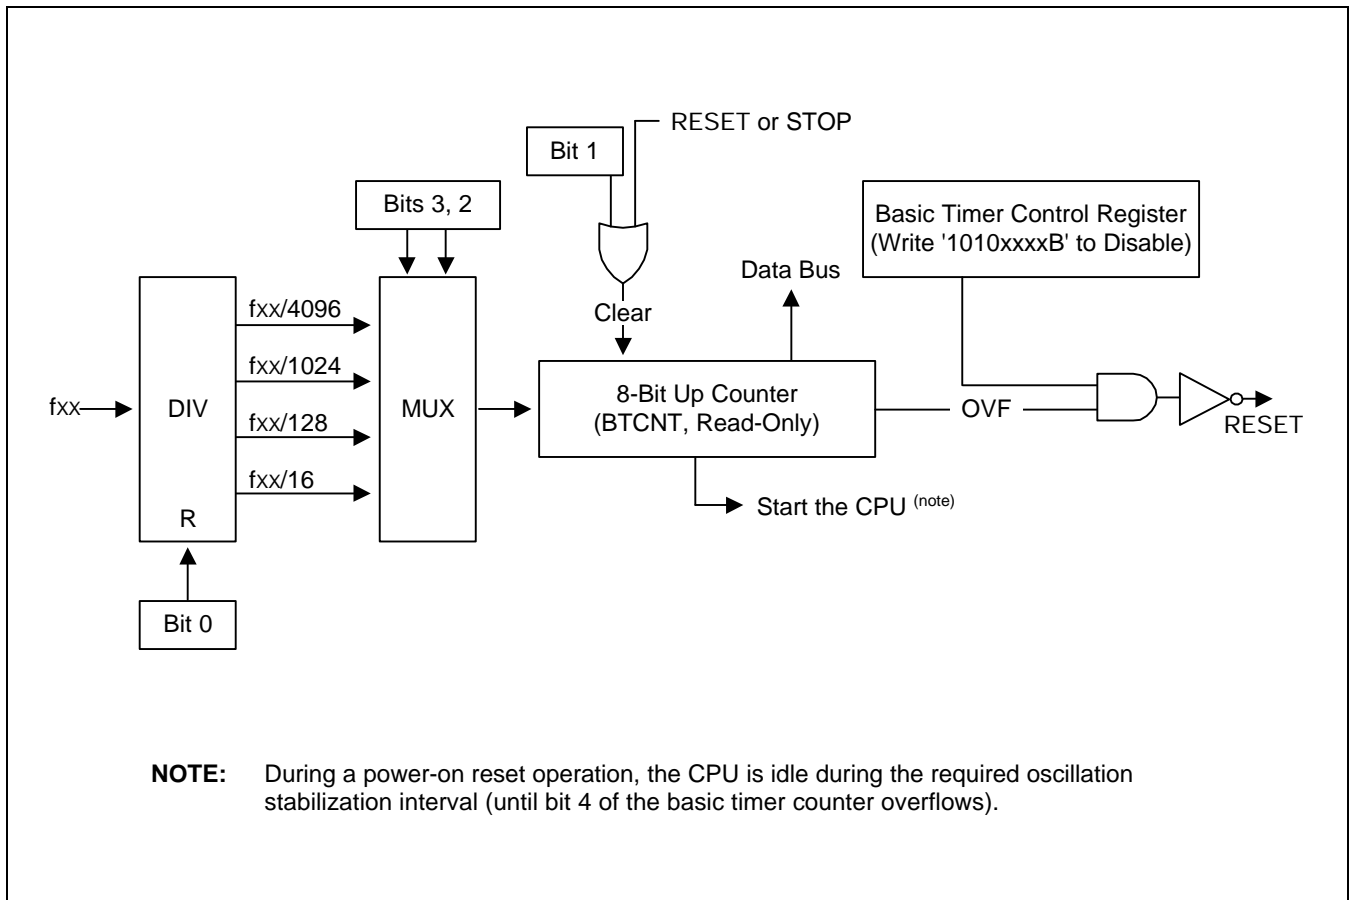 RESET or STOP
Bit 1
Bits 3, 2
Basic Timer Control Register
(Write '1010xxxxB' to Disable)
Data Bus
fxx/4096
Clear
fxx/1024
8-Bit Up Counter
(BTCNT, Read-Only)
fxx
DIV
MUX
OVF
fxx/128
RESET
fxx/16
Start the CPU (note)
R
Bit 0
NOTE: During a power-on reset operation, the CPU is idle during the required oscillation
stabilization interval (until bit 4 of the basic timer counter overflows).